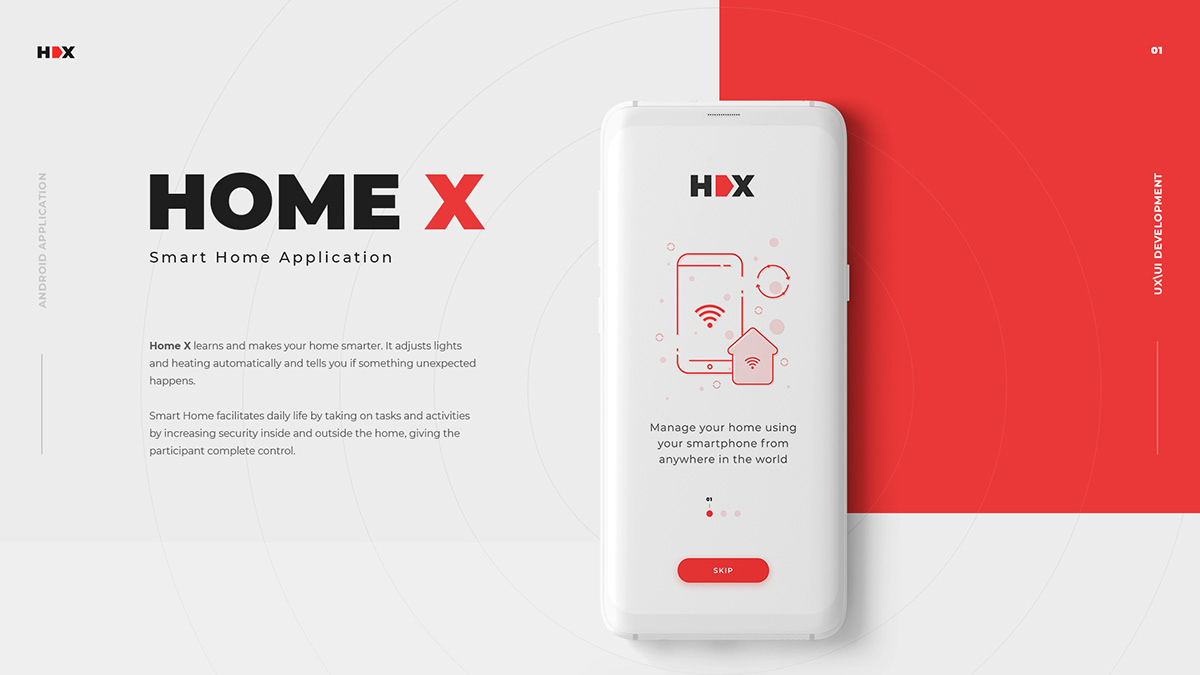 HX
01
ANDROID APPLICATION
HOME X
Smart Home Application
Home X learns and makes your home smarter. It adjusts lights
and heating automatically and tells you if something unexpected
happens.
Smart Home facilitates daily life by taking on tasks and activities
by increasing security inside and outside the home, giving the
participant complete control.
HX
Manage your home using
your smartphone from
anywhere in the world
01
SKIP
UX\UI DEVELOPMENT